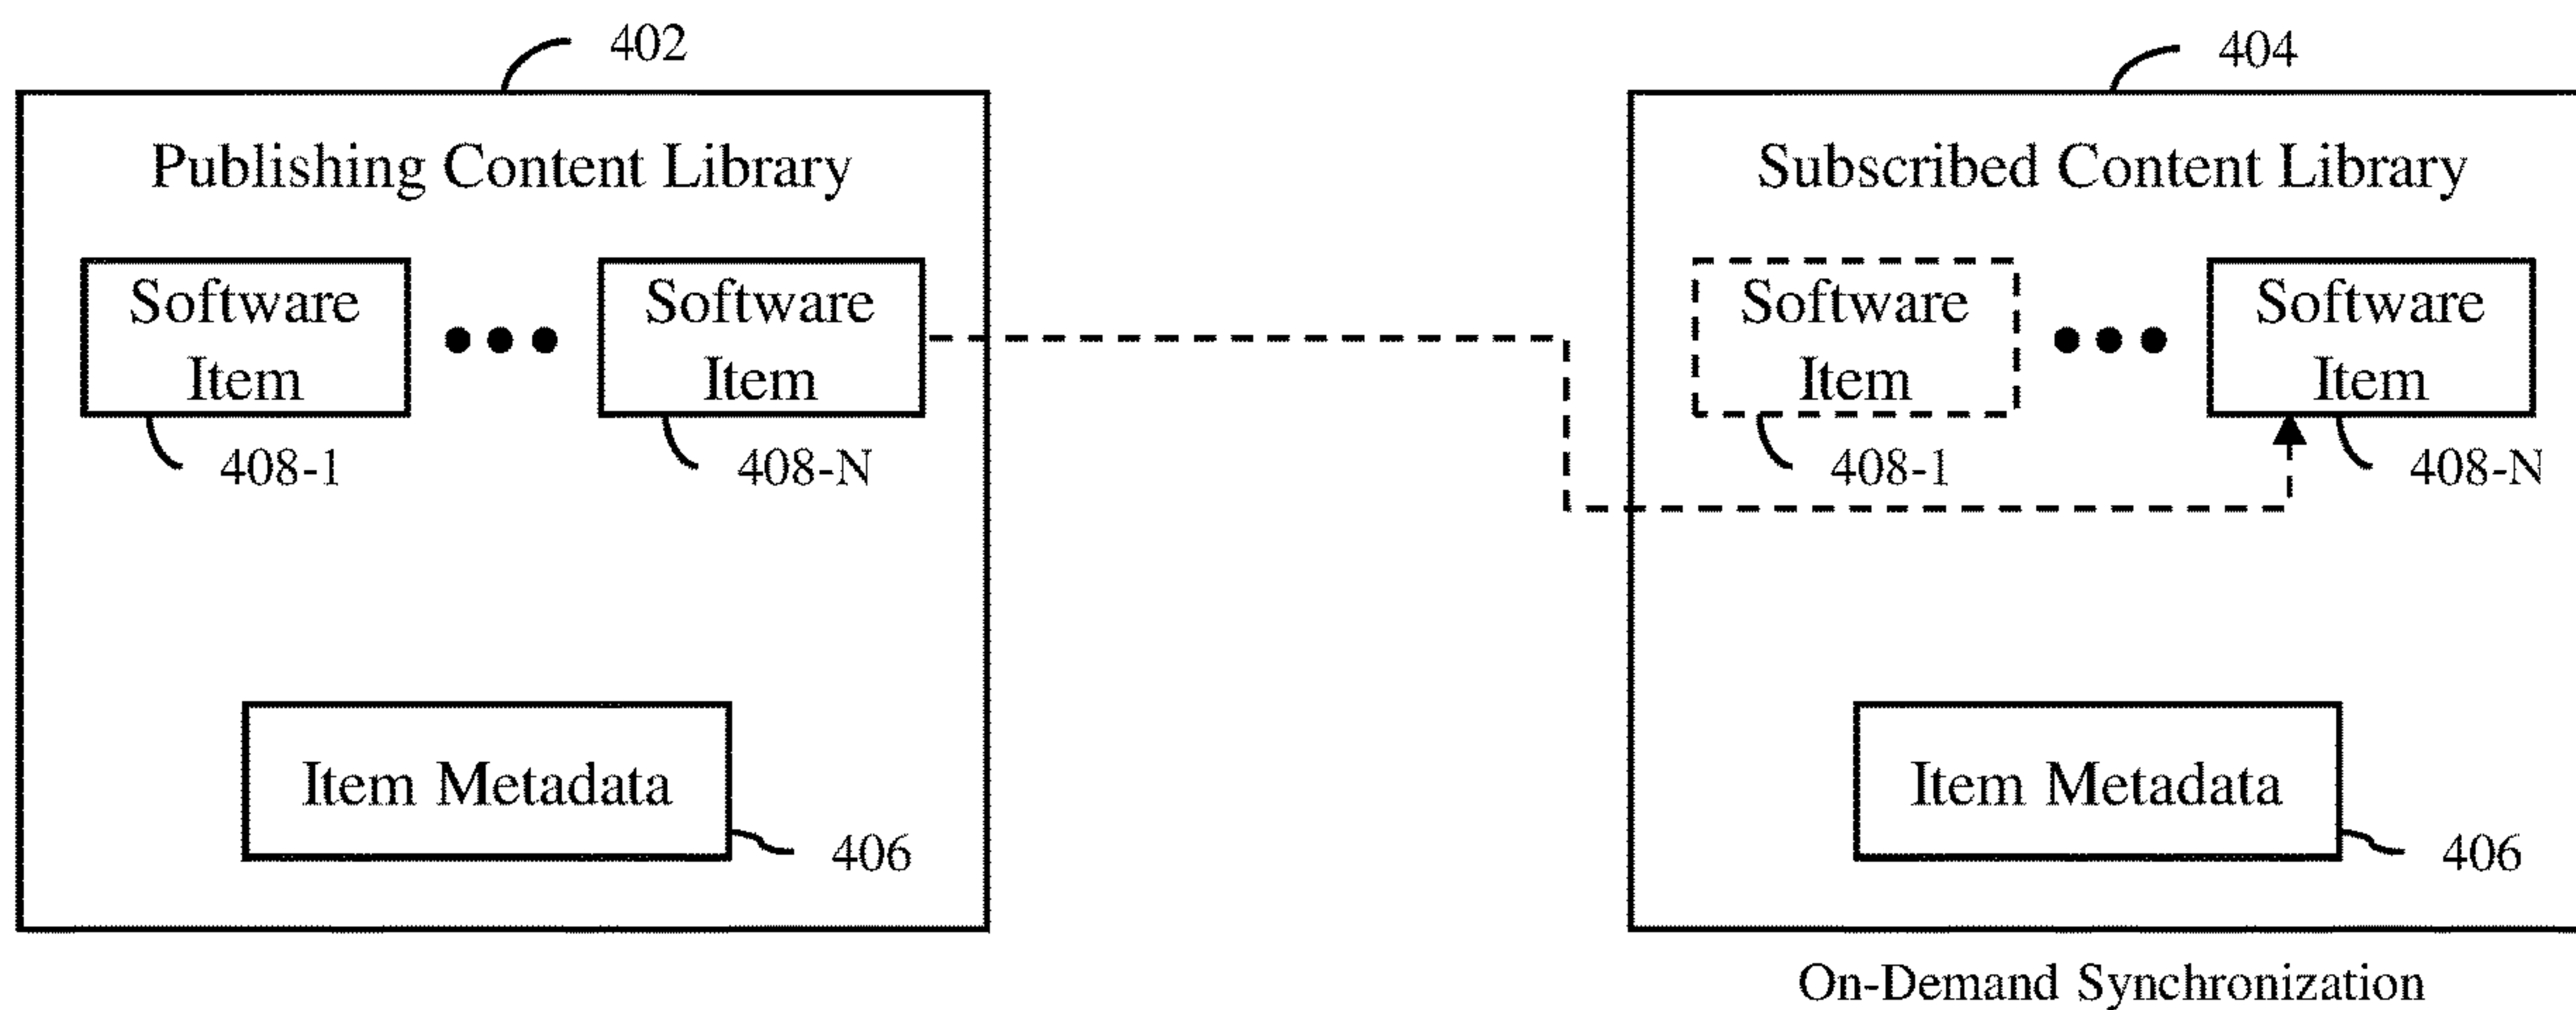 402
404
Publishing Content Library
Subscribed Content Library
Software
Item
Software
Item
Software
Item
Software
Item
408-1
408-N
408-1
408-N
Item Metadata
Item Metadata
406
406
On-Demand Synchronization